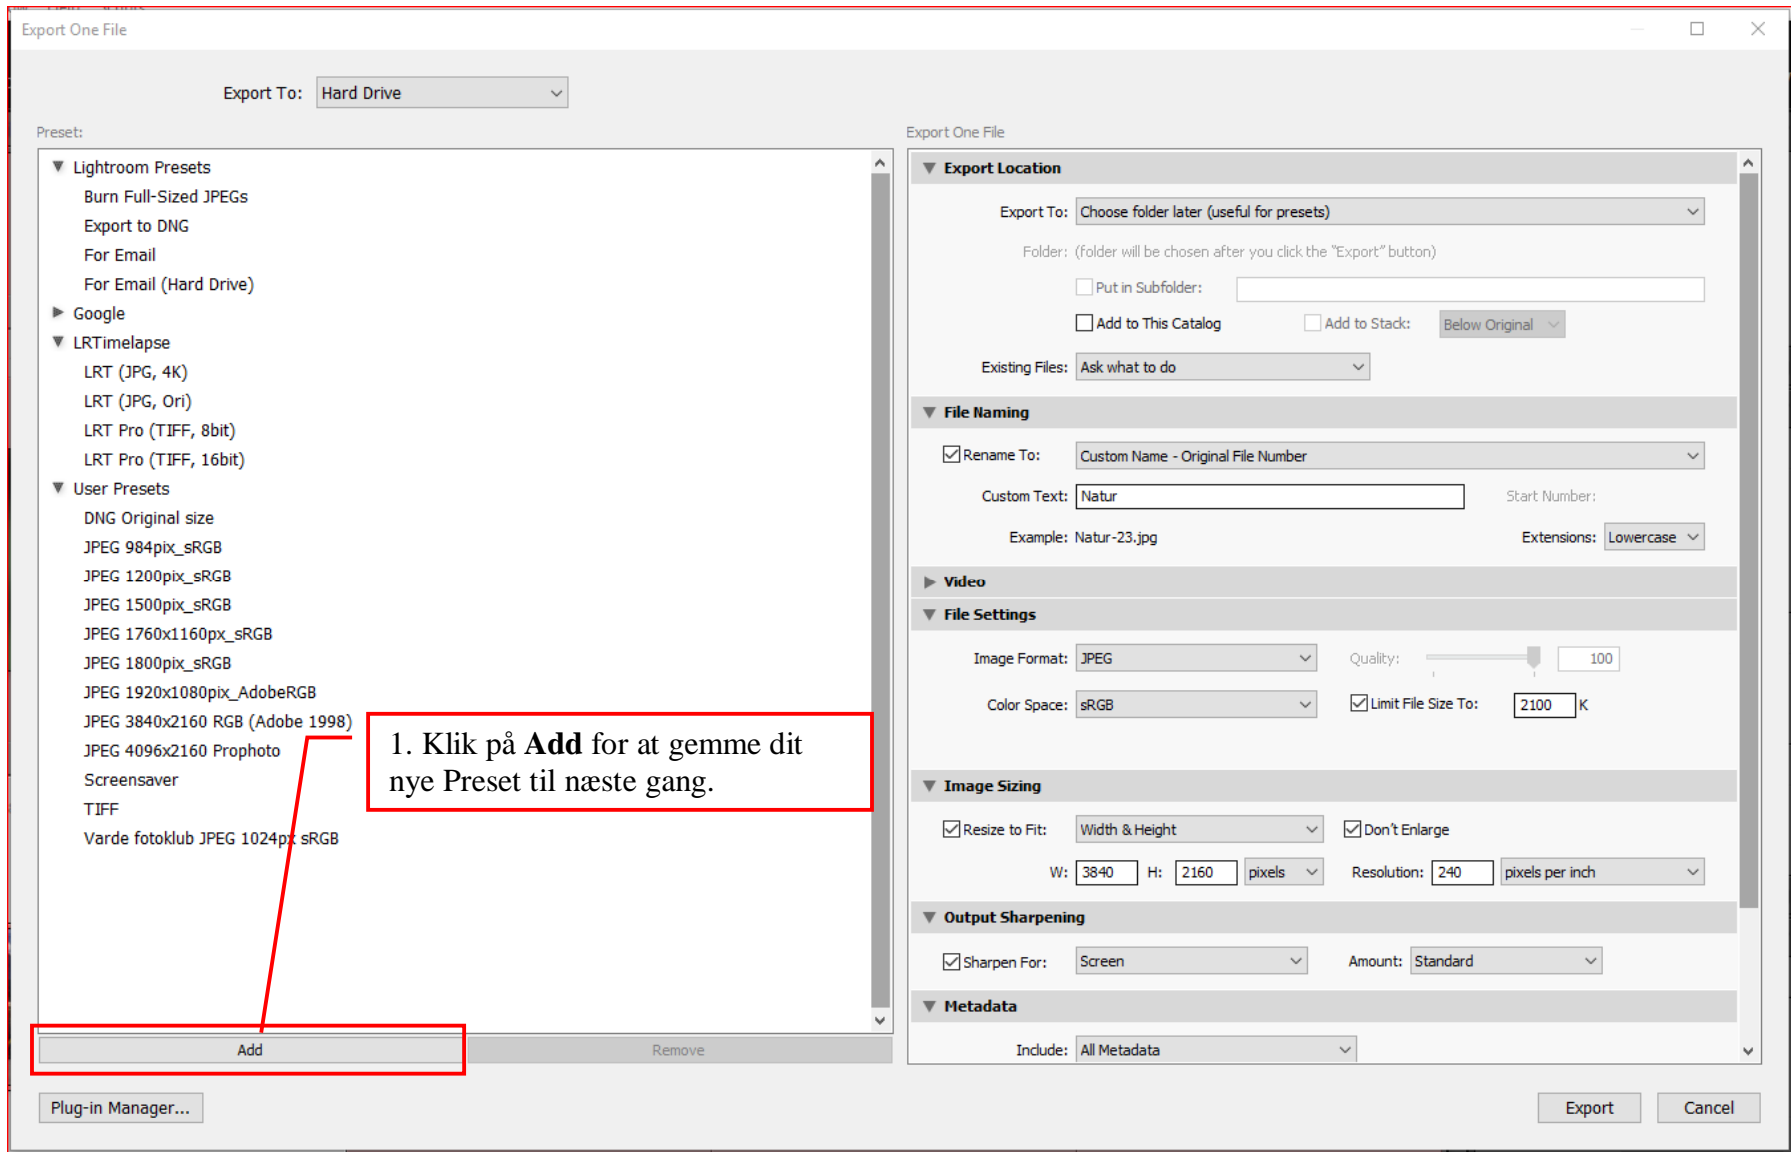 Export One File
Export To: Hard Drive
Preset:
Lightroom Presets
Burn Full-Sized JPEGs
Export to DNG
For Email
For Email (Hard Drive)
Google
LRTimelapse
LRT (JPG, 4K)
LRT (JPG, Ori)
LRT Pro (TIFF, 8bit)
LRT Pro (TIFF, 16bit)
User Presets
DNG Original size
JPEG 984pix_sRGB
JPEG 1200pix_sRGB
JPEG 1500pix_sRGB
JPEG 1760x1160px_sRGB
JPEG 1800pix_sRGB
JPEG 1920x1080pix_AdobeRGB
JPEG 3840x2160 RGB (Adobe 1998)
JPEG 4096x2160 Prophoto
Screensaver
TIFF
Varde fotoklub JPEG 1024px sRGB
1. Klik på Add for at gemme dit
nye Preset til næste gang.
Add Remove
Plug-in Manager...
Export One File
Export Location
Export To: Choose folder later (useful for presets)
Folder: (folder will be chosen after you click the "Export" button)
Put in Subfolder:
Add to This Catalog Add to Stack: Below Original
Existing Files: Ask what to do
File Naming
Rename To: Custom Name - Original File Number
Custom Text: Natur Start Number:
Example: Natur-23.jpg Extensions: Lowercase
Video
File Settings
Image Format: JPEG Quality: 100
Color Space: sRGB Limit File Size To: 2100 K
Image Sizing
Resize to Fit: Width & Height Don't Enlarge
W: 3840 H: 2160 pixels Resolution: 240 pixels per inch
Output Sharpening
Sharpen For: Screen Amount: Standard
Metadata
Include: All Metadata
Export Cancel